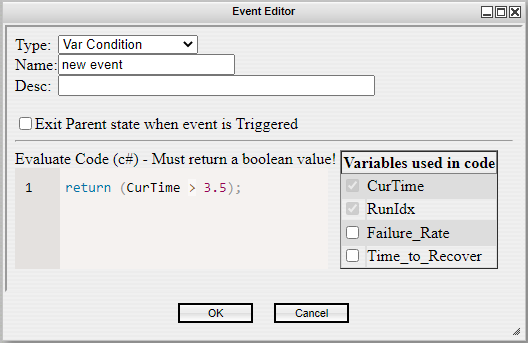 Event Editor
Type: Var Condition
Name: new event
Desc:
Exit Parent state when event is Triggered
Evaluate Code (c#) - Must return a boolean value!
1 return (CurTime > 3.5);
Variables used in code
CurTime
RunIdx
Failure_Rate
Time_to_Recover
OK Cancel